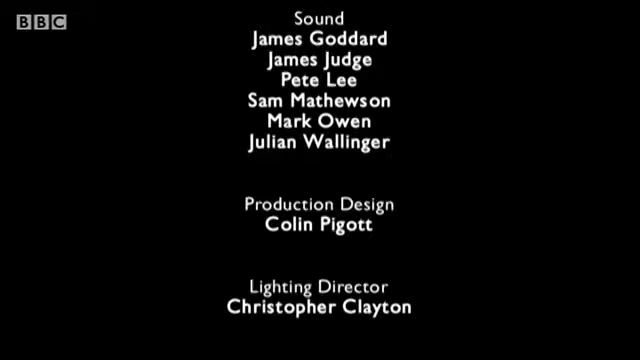 BBC
Sound
James Goddard
James Judge
Pete Lee
Sam Mathewson
Mark Owen
Julian Wallinger
Production Design
Colin Pigott
Lighting Director
Christopher Clayton